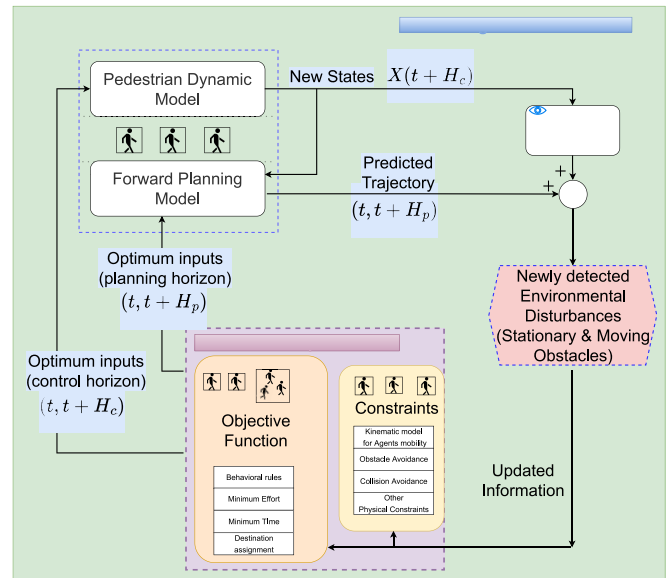 Pedestrian Dynamic
Model
New States
X(t + H_c)
Forward Planning
Model
Predicted
Trajectory
(t, t + H_p)
+
+
Optimum inputs
(planning horizon)
(t, t + H_p)
Newly detected
Environmental
Disturbances
(Stationary & Moving
Obstacles)
Optimum inputs
(control horizon)
(t, t + H_c)
Objective
Function
Behavioral rules
Minimum Effort
Minimum TIme
Destination
assignment
Constraints
Kinematic model
for Agents mobility
Obstacle Avoidance
Collision Avoidance
Other
Physical Constraints
Updated
Information